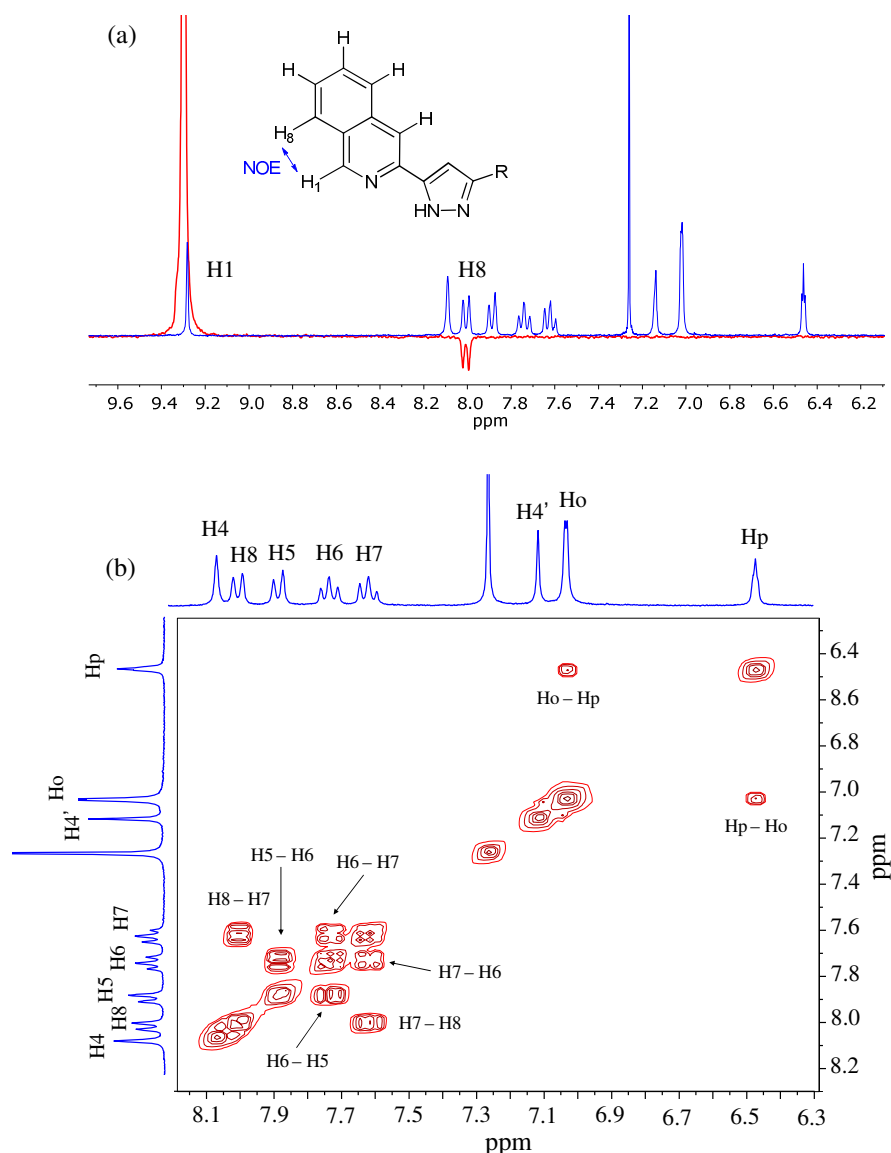 (a)
H
H
H
H8
H
NOE
H1
N
R
HN
N
H1
H8
9.6 9.4 9.2 9.0 8.8 8.6 8.4 8.2 8.0 7.8 7.6 7.4 7.2 7.0 6.8 6.6 6.4 6.2
ppm
(b)
H4
H8
H5
H6
H7
H4'
Ho
Hp
Hp
Ho
H4'
H7
H6
H5
H8
H4
Ho – Hp
Hp – Ho
H5 – H6
H6 – H7
H8 – H7
H7 – H6
H7 – H8
H6 – H5
6.4
6.6
6.8
7.0
7.2
7.4
7.6
7.8
8.0
8.2
ppm
8.1 7.9 7.7 7.5 7.3 7.1 6.9 6.7 6.5 6.3
ppm